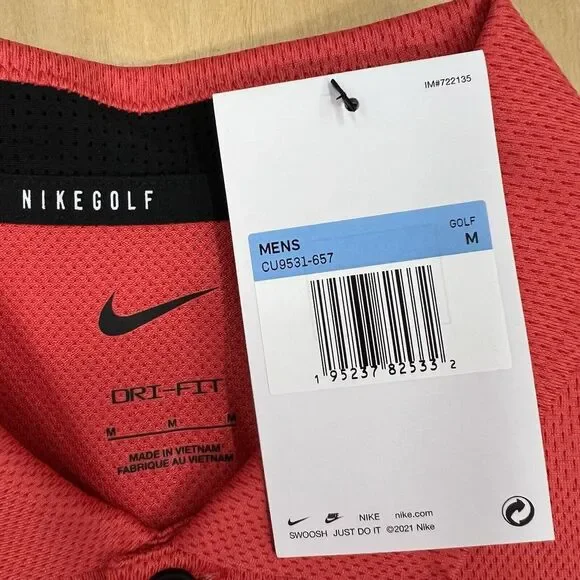 NIKEGOLF
DRI-FIT
M M M
MADE IN VIETNAM
FABRIQUE AU VIETNAM
IM#722135
GOLF
MENS M
CU9531-657
1 95237 82533 2
NIKE nike.com
SWOOSH JUST DO IT ©2021 Nike